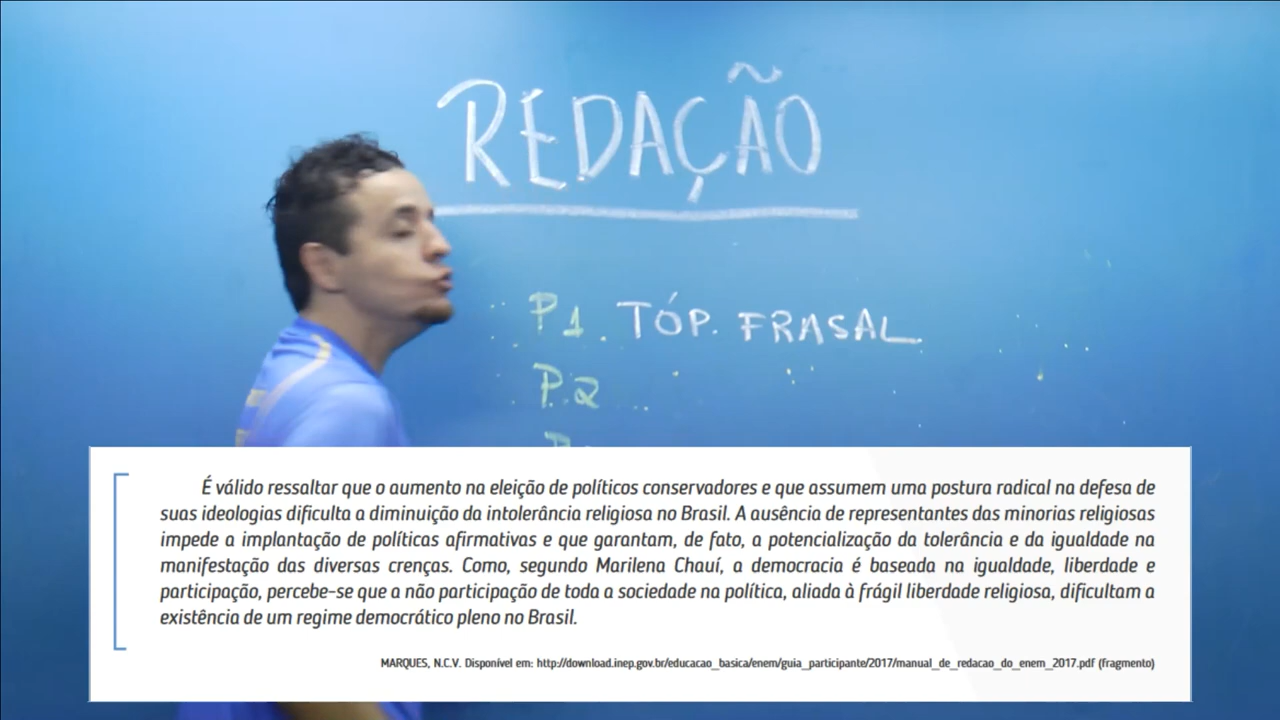 REDAÇÃO
P1. TÓP. FRASAL
P2
É válido ressaltar que o aumento na eleição de políticos conservadores e que assumem uma postura radical na defesa de
suas ideologias dificulta a diminuição da intolerância religiosa no Brasil. A ausência de representantes das minorias religiosas
impede a implantação de políticas afirmativas e que garantam, de fato, a potencialização da tolerância e da igualdade na
manifestação das diversas crenças. Como, segundo Marilena Chauí, a democracia é baseada na igualdade, liberdade e
participação, percebe-se que a não participação de toda a sociedade na política, aliada à frágil liberdade religiosa, dificultam a
existência de um regime democrático pleno no Brasil.
MARQUES, N.C.V. Disponível em: http://download.inep.gov.br/educacao_basica/enem/guia_participante/2017/manual_de_redacao_do_enem_2017.pdf (fragmento)